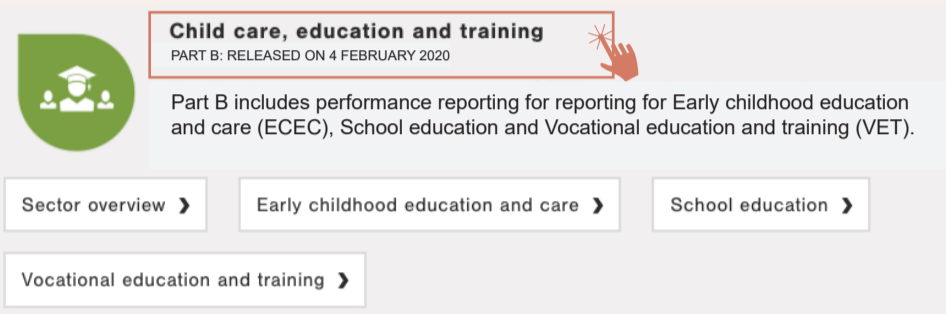 Child care, education and training
PART B: RELEASED ON 4 FEBRUARY 2020
Part B includes performance reporting for reporting for Early childhood education
and care (ECEC), School education and Vocational education and training (VET).
Sector overview ❯
Early childhood education and care ❯
School education ❯
Vocational education and training ❯